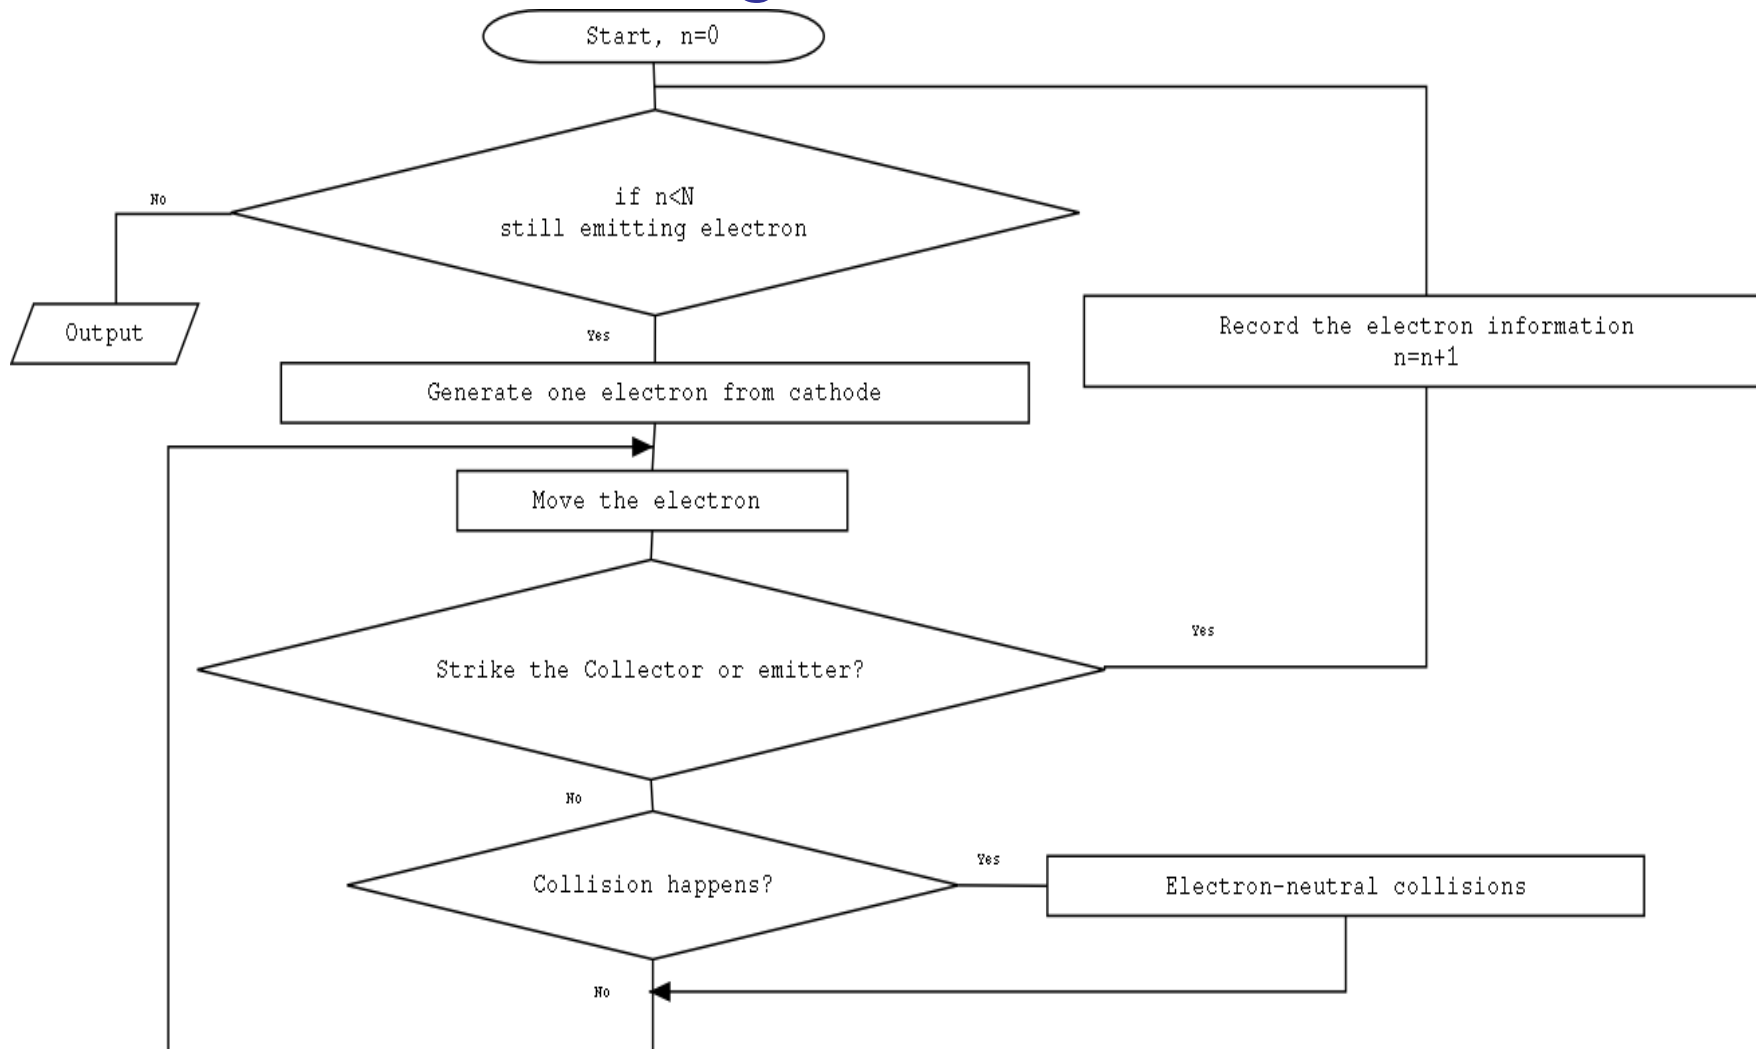 Start, n=0
if n<N
still emitting electron
No
Output
Yes
Generate one electron from cathode
Record the electron information
n=n+1
Move the electron
Strike the Collector or emitter?
Yes
No
Collision happens?
Yes
Electron-neutral collisions
No